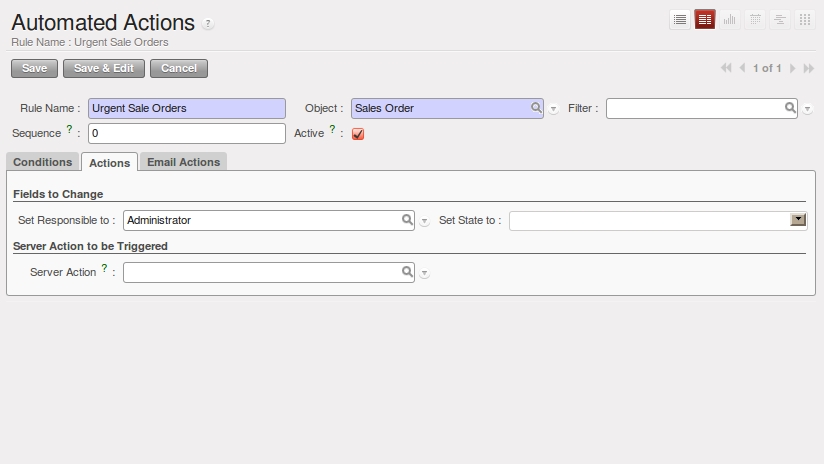 Automated Actions ?
Rule Name : Urgent Sale Orders
Save Save & Edit Cancel 1 of 1
Rule Name : Urgent Sale Orders Object : Sales Order Filter :
Sequence ? : 0 Active ? :
Conditions Actions Email Actions
Fields to Change
Set Responsible to : Administrator Set State to :
Server Action to be Triggered
Server Action ? :